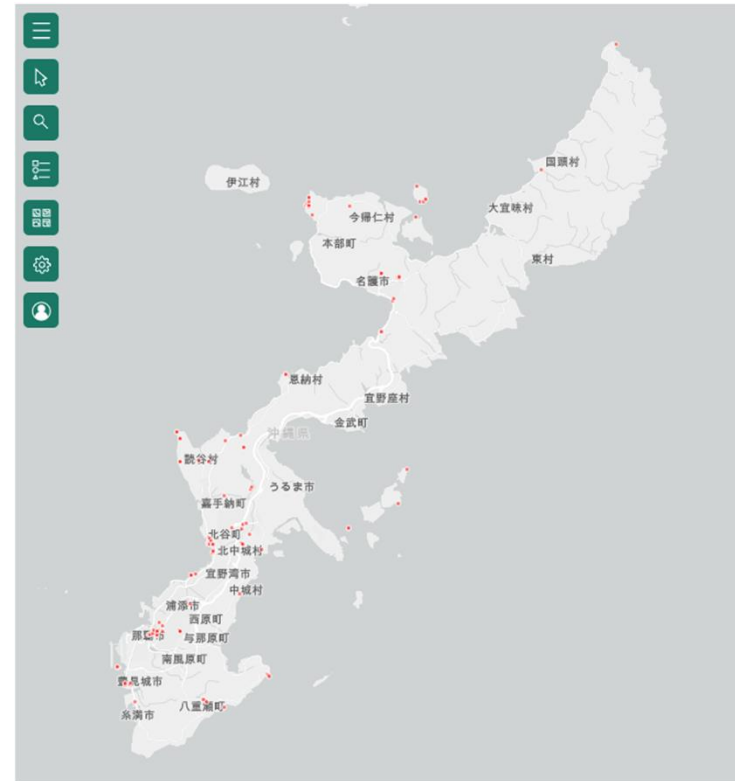 国頭村
伊江村
大宜味村
今帰仁村
本部町
東村
名護市
恩納村
宜野座村
金武町
沖縄県
読谷村
うるま市
嘉手納町
北谷町
北中城村
宜野湾市
中城村
浦添市
西原町
那覇市
与那原町
南風原町
豊見城市
八重瀬町
糸満市